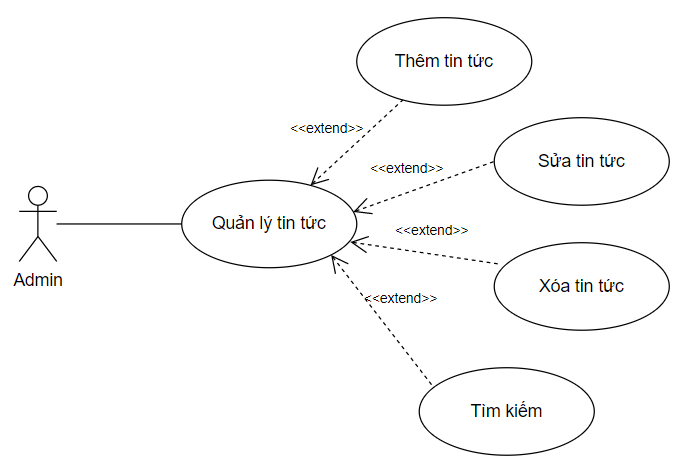 Thêm tin tức
<<extend>>
Sửa tin tức
<<extend>>
Quản lý tin tức
<<extend>>
Admin
Xóa tin tức
<<extend>>
Tìm kiếm